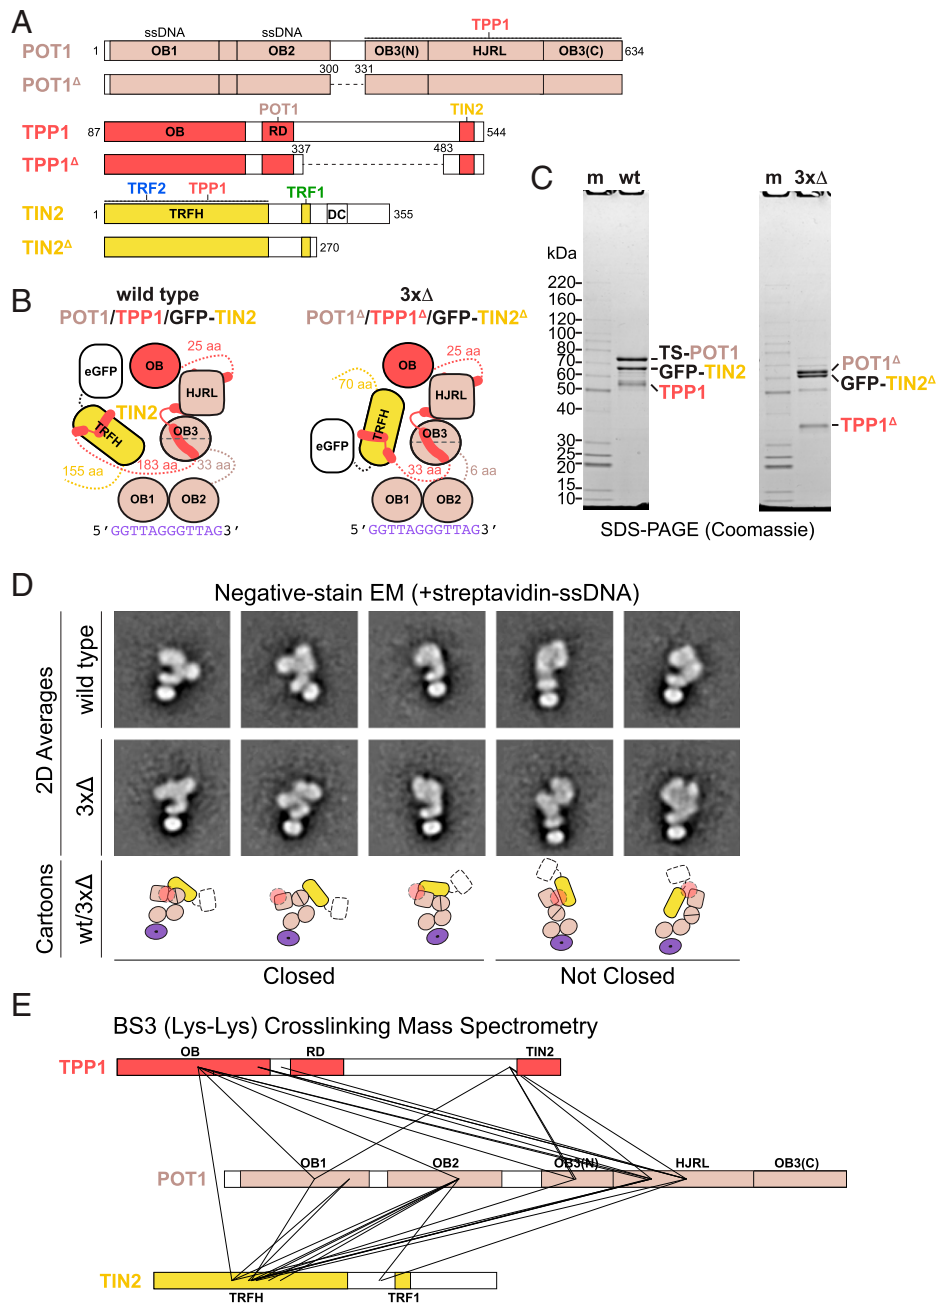 A
ssDNA ssDNA TPP1
POT1 1 OB1 OB2 OB3(N) HJRL OB3(C) 634
300 331
POT1Δ
POT1 TIN2
TPP1 87 OB RD 544
337 483
TPP1Δ
TRF2 TPP1 TRF1
TIN2 1 TRFH DC 355
TIN2Δ 270
B
wild type
POT1/TPP1/GFP-TIN2
25 aa
eGFP
OB
HJRL
TIN2
TRFH
OB3
183 aa
33 aa
155 aa
OB1
OB2
5′GGTTAGGGTTAG3′
3xΔ
POT1Δ/TPP1Δ/GFP-TIN2Δ
25 aa
70 aa
OB
HJRL
TRFH
OB3
eGFP
33 aa
6 aa
OB1
OB2
5′GGTTAGGGTTAG3′
C
m wt m 3xΔ
kDa
220
160
120
100
80
70
60
50
40
30
25
20
15
10
TS-POT1
GFP-TIN2
TPP1
POT1Δ
GFP-TIN2Δ
TPP1Δ
SDS-PAGE (Coomassie)
D
Negative-stain EM (+streptavidin-ssDNA)
2D Averages
wild type
3xΔ
Cartoons
wt/3xΔ
Closed Not Closed
E
BS3 (Lys-Lys) Crosslinking Mass Spectrometry
OB RD TIN2
TPP1
OB1 OB2 OB3(N) HJRL OB3(C)
POT1
TIN2
TRFH TRF1